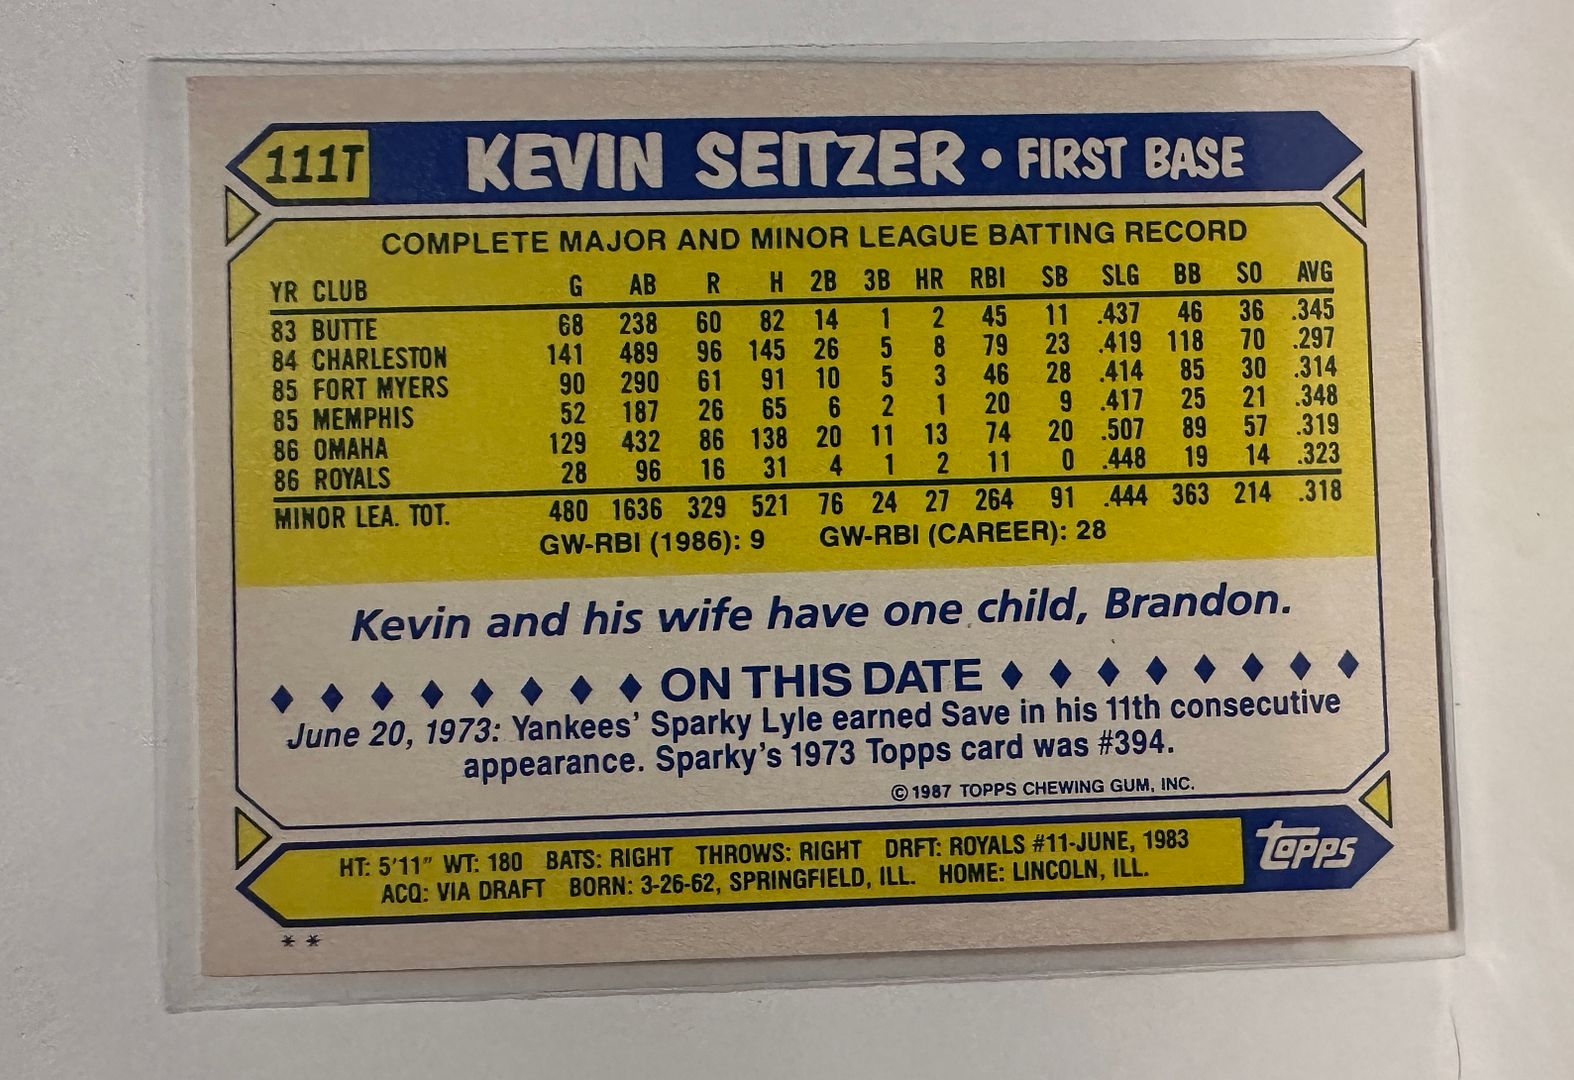 111T KEVIN SEITZER • FIRST BASE
COMPLETE MAJOR AND MINOR LEAGUE BATTING RECORD
YR CLUB G AB R H 2B 3B HR RBI SB SLG BB SO AVG
83 BUTTE 68 238 60 82 14 1 2 45 11 .437 46 36 .345
84 CHARLESTON 141 489 96 145 26 5 8 79 23 .419 118 70 .297
85 FORT MYERS 90 290 61 91 10 5 3 46 28 .414 85 30 .314
85 MEMPHIS 52 187 26 65 6 2 1 20 9 .417 25 21 .348
86 OMAHA 129 432 86 138 20 11 13 74 20 .507 89 57 .319
86 ROYALS 28 96 16 31 4 1 2 11 0 .448 19 14 .323
MINOR LEA. TOT. 480 1636 329 521 76 24 27 264 91 .444 363 214 .318
GW-RBI (1986): 9 GW-RBI (CAREER): 28
Kevin and his wife have one child, Brandon.
♦ ♦ ♦ ♦ ♦ ♦ ♦ ♦ ON THIS DATE ♦ ♦ ♦ ♦ ♦ ♦ ♦ ♦
June 20, 1973: Yankees' Sparky Lyle earned Save in his 11th consecutive
appearance. Sparky's 1973 Topps card was #394.
© 1987 TOPPS CHEWING GUM, INC.
HT: 5'11" WT: 180 BATS: RIGHT THROWS: RIGHT DRFT: ROYALS #11-JUNE, 1983
ACQ: VIA DRAFT BORN: 3-26-62, SPRINGFIELD, ILL. HOME: LINCOLN, ILL.
topps
* *